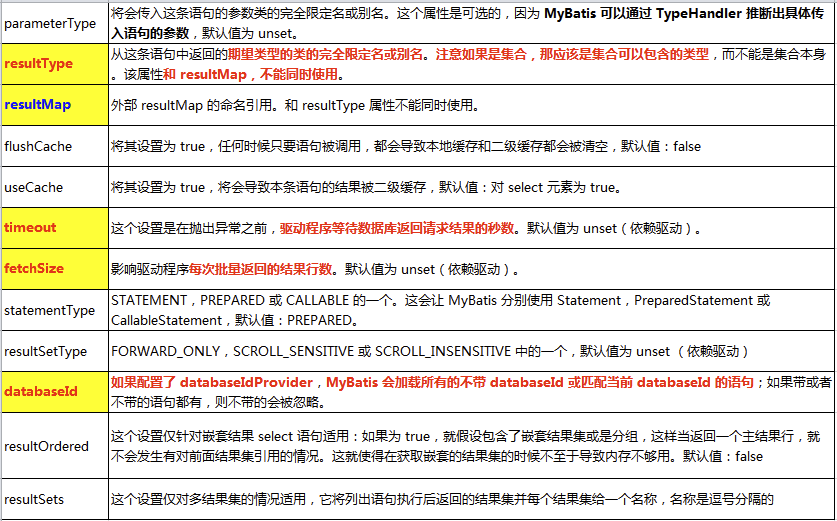 parameterType
将会传入这条语句的参数类的完全限定名或别名。这个属性是可选的，因为 MyBatis 可以通过 TypeHandler 推断出具体传
入语句的参数，默认值为 unset。
resultType
从这条语句中返回的期望类型的类的完全限定名或别名。注意如果是集合，那应该是集合可以包含的类型，而不能是集合本身
。该属性和 resultMap，不能同时使用。
resultMap
外部 resultMap 的命名引用。和 resultType 属性不能同时使用。
flushCache
将其设置为 true，任何时候只要语句被调用，都会导致本地缓存和二级缓存都会被清空，默认值：false
useCache
将其设置为 true，将会导致本条语句的结果被二级缓存，默认值：对 select 元素为 true。
timeout
这个设置是在抛出异常之前，驱动程序等待数据库返回请求结果的秒数。默认值为 unset（依赖驱动）。
fetchSize
影响驱动程序每次批量返回的结果行数。默认值为 unset（依赖驱动）。
statementType
STATEMENT，PREPARED 或 CALLABLE 的一个。这会让 MyBatis 分别使用 Statement，PreparedStatement 或
CallableStatement，默认值：PREPARED。
resultSetType
FORWARD_ONLY，SCROLL_SENSITIVE 或 SCROLL_INSENSITIVE 中的一个，默认值为 unset （依赖驱动）
databaseId
如果配置了 databaseIdProvider，MyBatis 会加载所有的不带 databaseId 或匹配当前 databaseId 的语句；如果带或者
不带的语句都有，则不带的会被忽略。
resultOrdered
这个设置仅针对嵌套结果 select 语句适用：如果为 true，就假设包含了嵌套结果集或是分组，这样当返回一个主结果行，就
不会发生有对前面结果集引用的情况。这就使得在获取嵌套的结果集的时候不至于导致内存不够用。默认值：false
resultSets
这个设置仅对多结果集的情况适用，它将列出语句执行后返回的结果集并每个结果集给一个名称，名称是逗号分隔的